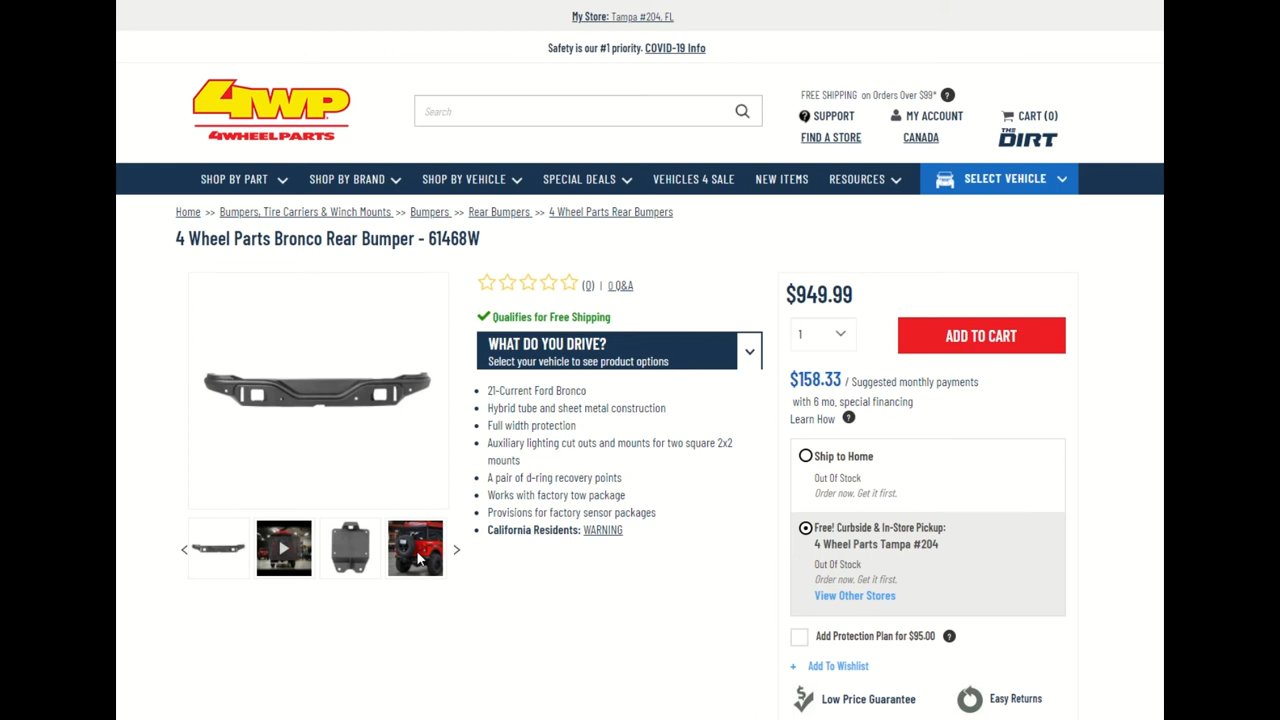 My Store: Tampa #204, FL
Safety is our #1 priority. COVID-19 Info
4WP
4WHEELPARTS
Search
FREE SHIPPING on Orders Over $99* ?
? SUPPORT
MY ACCOUNT
CART (0)
FIND A STORE
CANADA
THE DIRT
SHOP BY PART
SHOP BY BRAND
SHOP BY VEHICLE
SPECIAL DEALS
VEHICLES 4 SALE
NEW ITEMS
RESOURCES
SELECT VEHICLE
Home >> Bumpers, Tire Carriers & Winch Mounts >> Bumpers >> Rear Bumpers >> 4 Wheel Parts Rear Bumpers
4 Wheel Parts Bronco Rear Bumper - 61468W
(0) | 0 Q&A
Qualifies for Free Shipping
WHAT DO YOU DRIVE?
Select your vehicle to see product options
• 21-Current Ford Bronco
• Hybrid tube and sheet metal construction
• Full width protection
• Auxiliary lighting cut outs and mounts for two square 2x2
mounts
• A pair of d-ring recovery points
• Works with factory tow package
• Provisions for factory sensor packages
• California Residents: WARNING
$949.99
1
ADD TO CART
$158.33 / Suggested monthly payments
with 6 mo. special financing
Learn How ?
Ship to Home
Out Of Stock
Order now. Get it first.
Free! Curbside & In-Store Pickup:
4 Wheel Parts Tampa #204
Out Of Stock
Order now. Get it first.
View Other Stores
Add Protection Plan for $95.00 ?
+ Add To Wishlist
Low Price Guarantee
Easy Returns